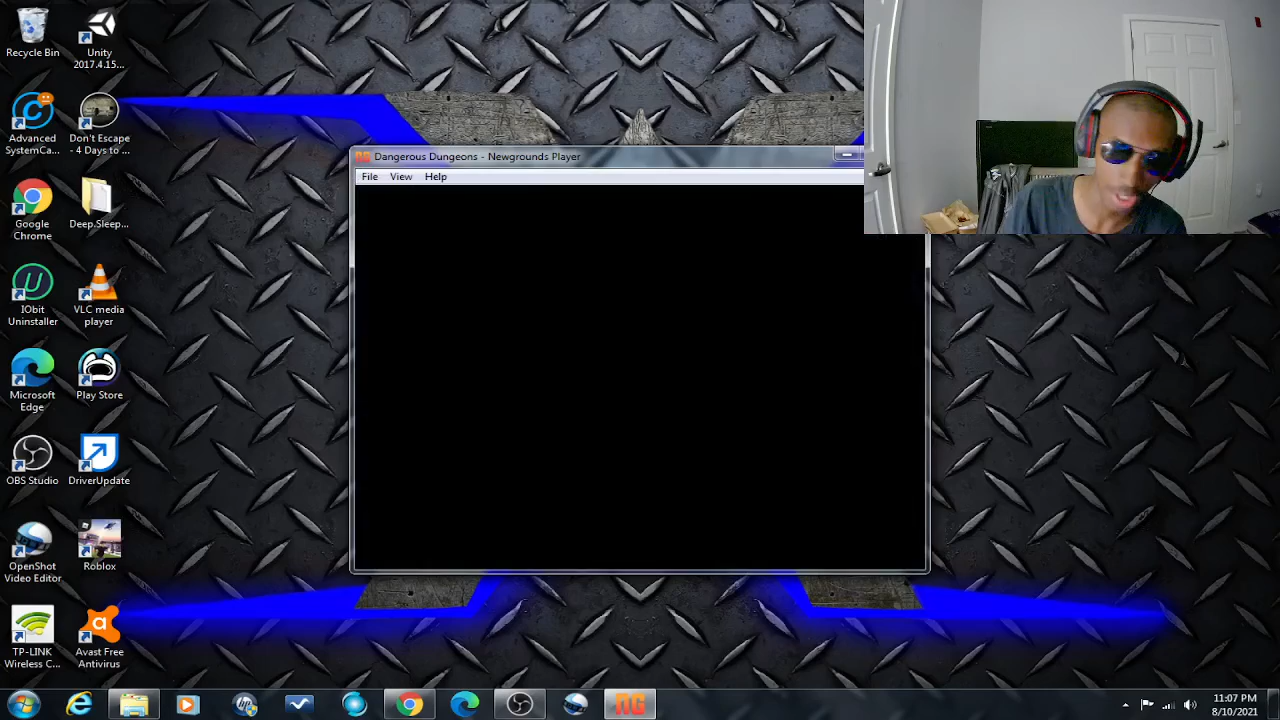 Recycle Bin
Unity
2017.4.15...
Advanced
SystemCa...
Don't Escape
- 4 Days to ...
Google
Chrome
Deep.Sleep...
IObit
Uninstaller
VLC media
player
Microsoft
Edge
Play Store
OBS Studio
DriverUpdate
OpenShot
Video Editor
Roblox
TP-LINK
Wireless C...
Avast Free
Antivirus
NG Dangerous Dungeons - Newgrounds Player
File View Help
NG
11:07 PM
8/10/2021